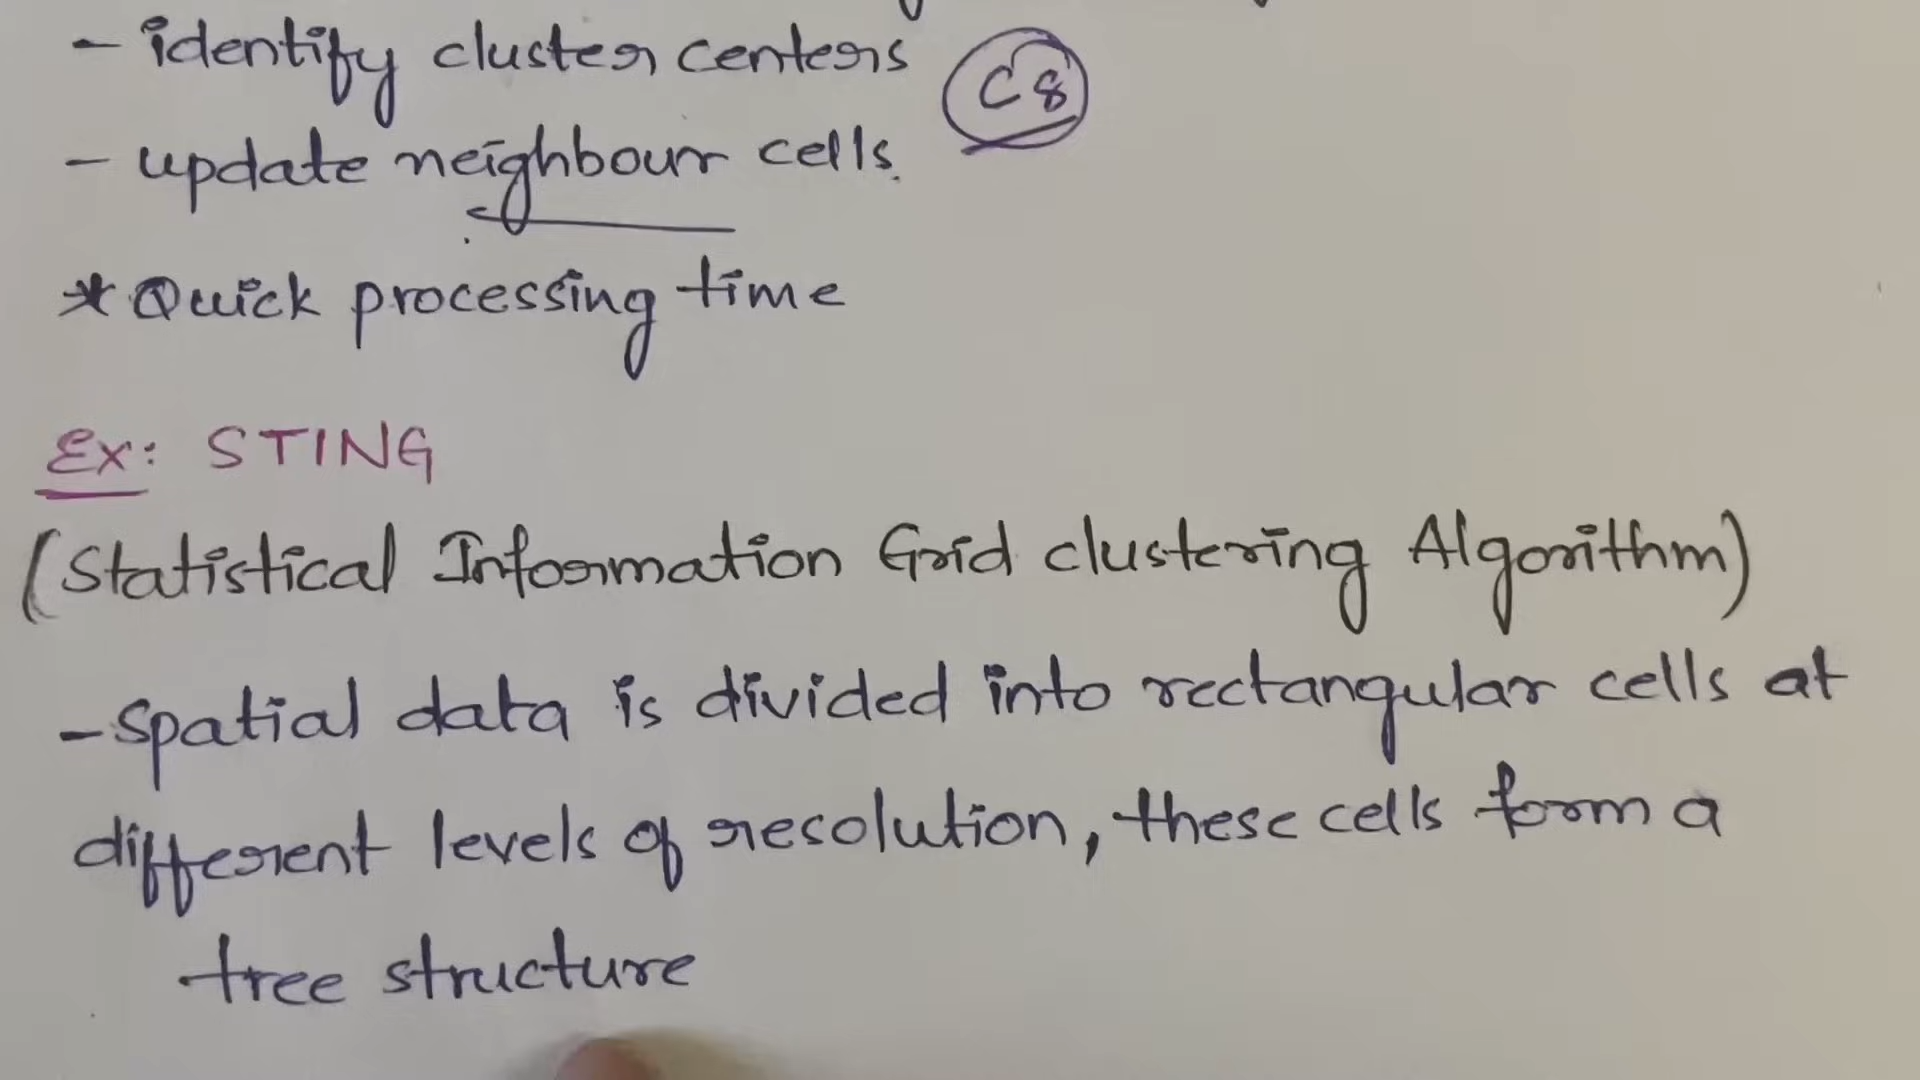 - identify cluster centers C8
- update neighbour cells.
* Quick processing time
Ex: STING
(Statistical Information Grid clustering Algorithm)
- Spatial data is divided into rectangular cells at
different levels of resolution, these cells form a
tree structure